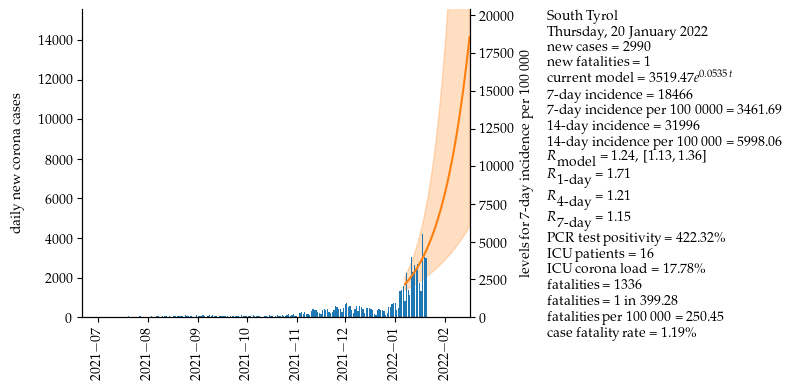 daily new corona cases
14000
12000
10000
8000
6000
4000
2000
0
2021−07
2021−08
2021−09
2021−10
2021−11
2021−12
2022−01
2022−02
20000
17500
15000
12500
10000
7500
5000
2500
0
levels for 7-day incidence per 100 000
South Tyrol
Thursday, 20 January 2022
new cases = 2990
new fatalities = 1
current model = 3519.47e^0.0535 t
7-day incidence = 18466
7-day incidence per 100 0000 = 3461.69
14-day incidence = 31996
14-day incidence per 100 000 = 5998.06
R model = 1.24, [1.13, 1.36]
R 1-day = 1.71
R 4-day = 1.21
R 7-day = 1.15
PCR test positivity = 422.32%
ICU patients = 16
ICU corona load = 17.78%
fatalities = 1336
fatalities = 1 in 399.28
fatalities per 100 000 = 250.45
case fatality rate = 1.19%